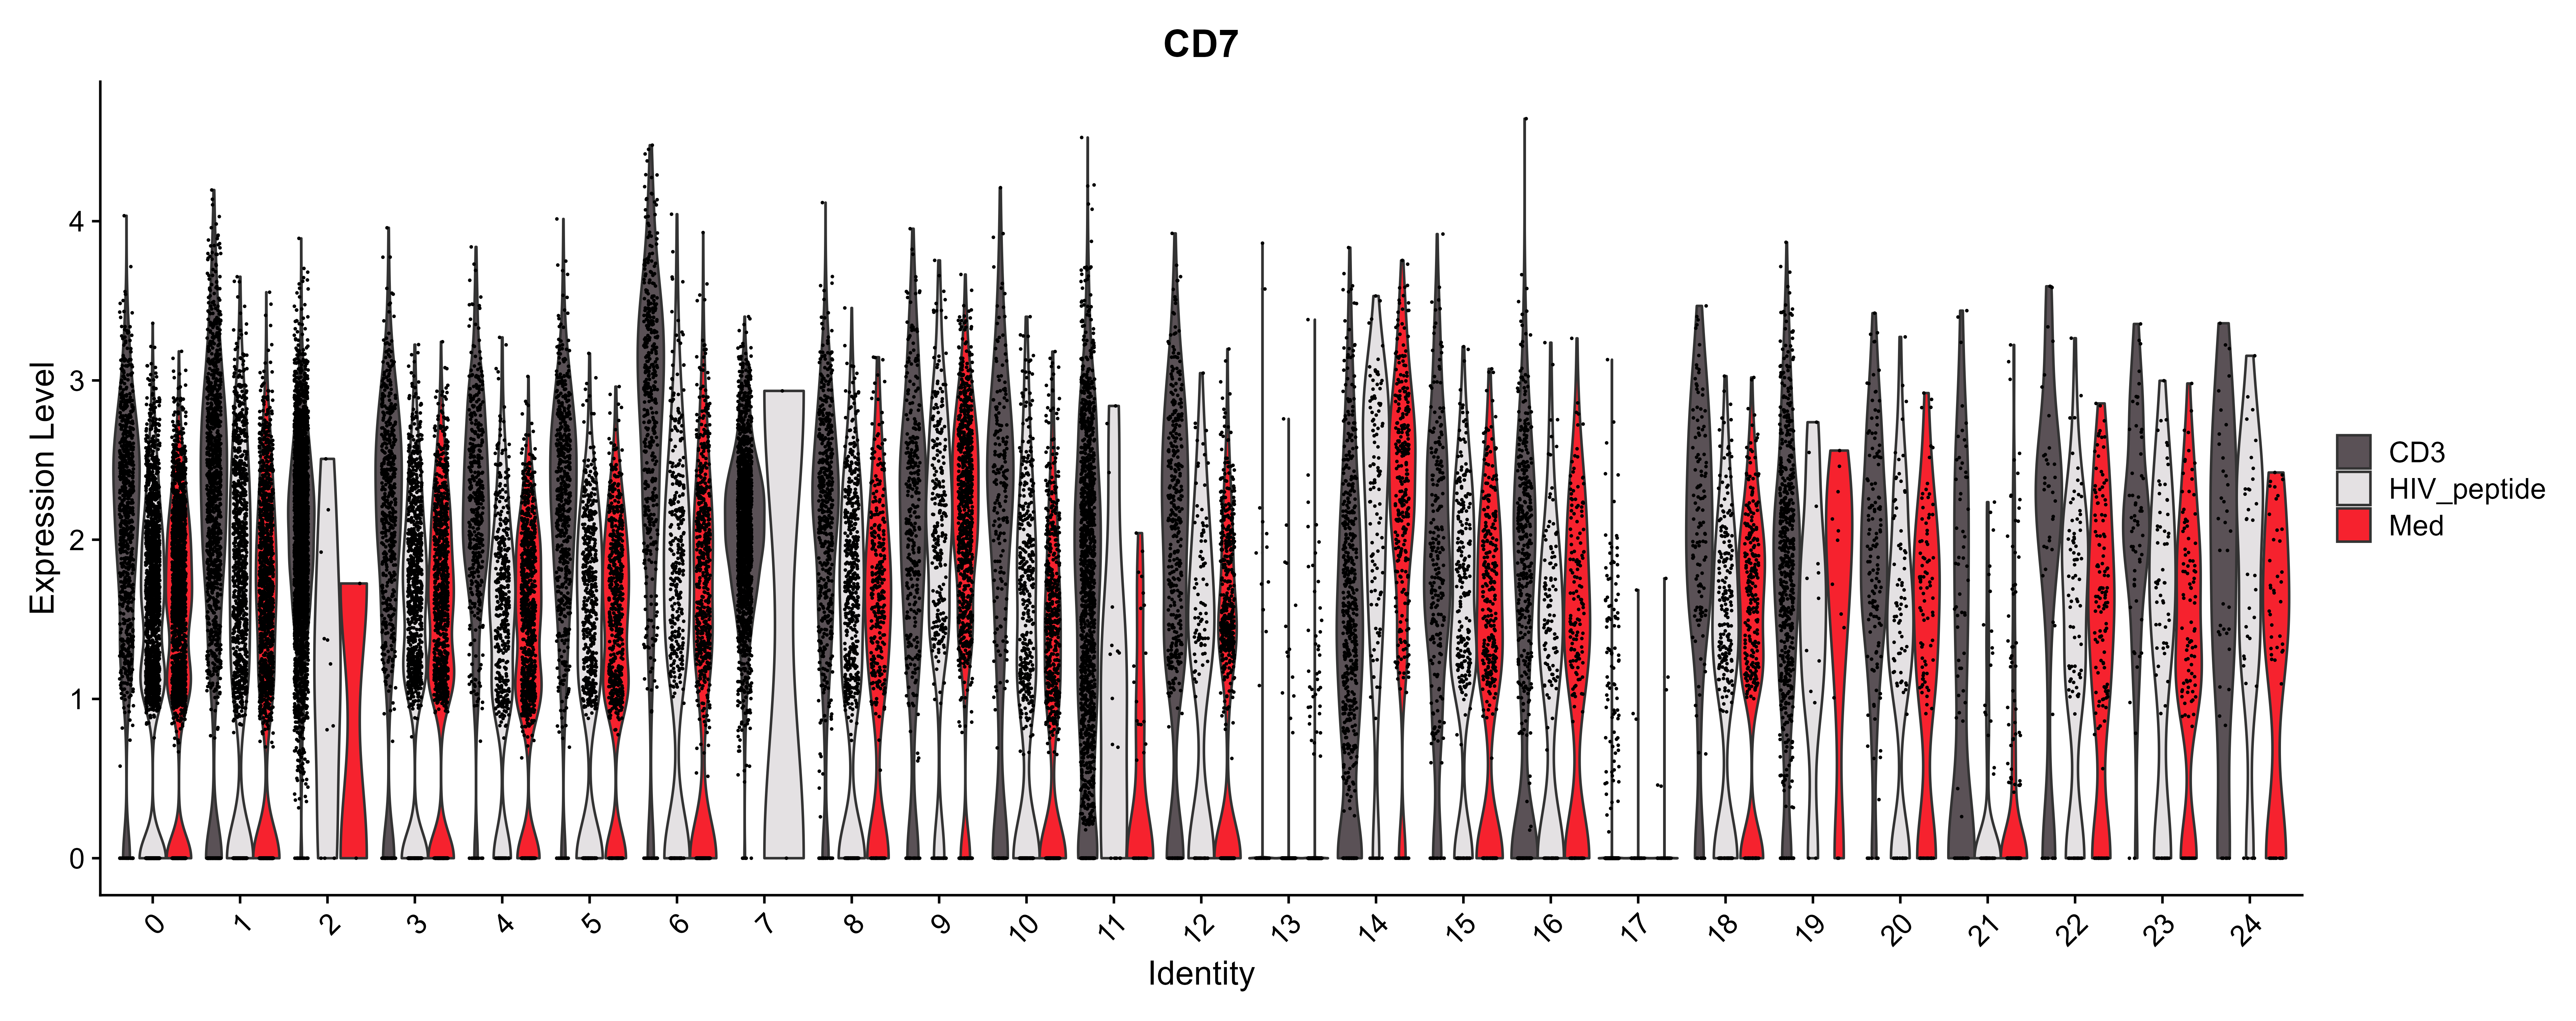 CD7
Expression Level
4
3
2
1
0
0 1 2 3 4 5 6 7 8 9 10 11 12 13 14 15 16 17 18 19 20 21 22 23 24
Identity
CD3
HIV_peptide
Med